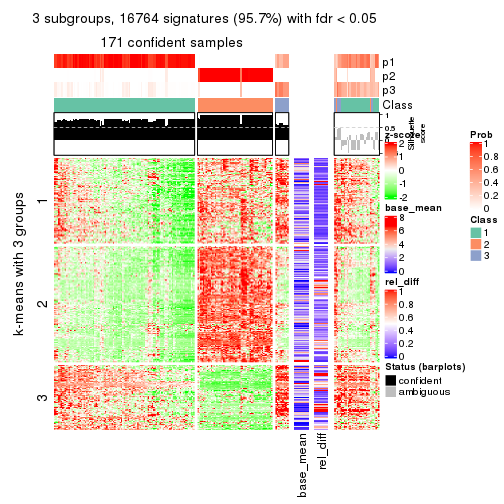 3 subgroups, 16764 signatures (95.7%) with fdr < 0.05
171 confident samples
p1
p2
p3
Class
1
0.5
0
Silhouette
score
k-means with 3 groups
1
2
3
base_mean
rel_diff
z-score
2
1
0
-1
-2
base_mean
8
6
4
2
0
rel_diff
1
0.8
0.6
0.4
0.2
0
Status (barplots)
confident
ambiguous
Prob
1
0.8
0.6
0.4
0.2
0
Class
1
2
3